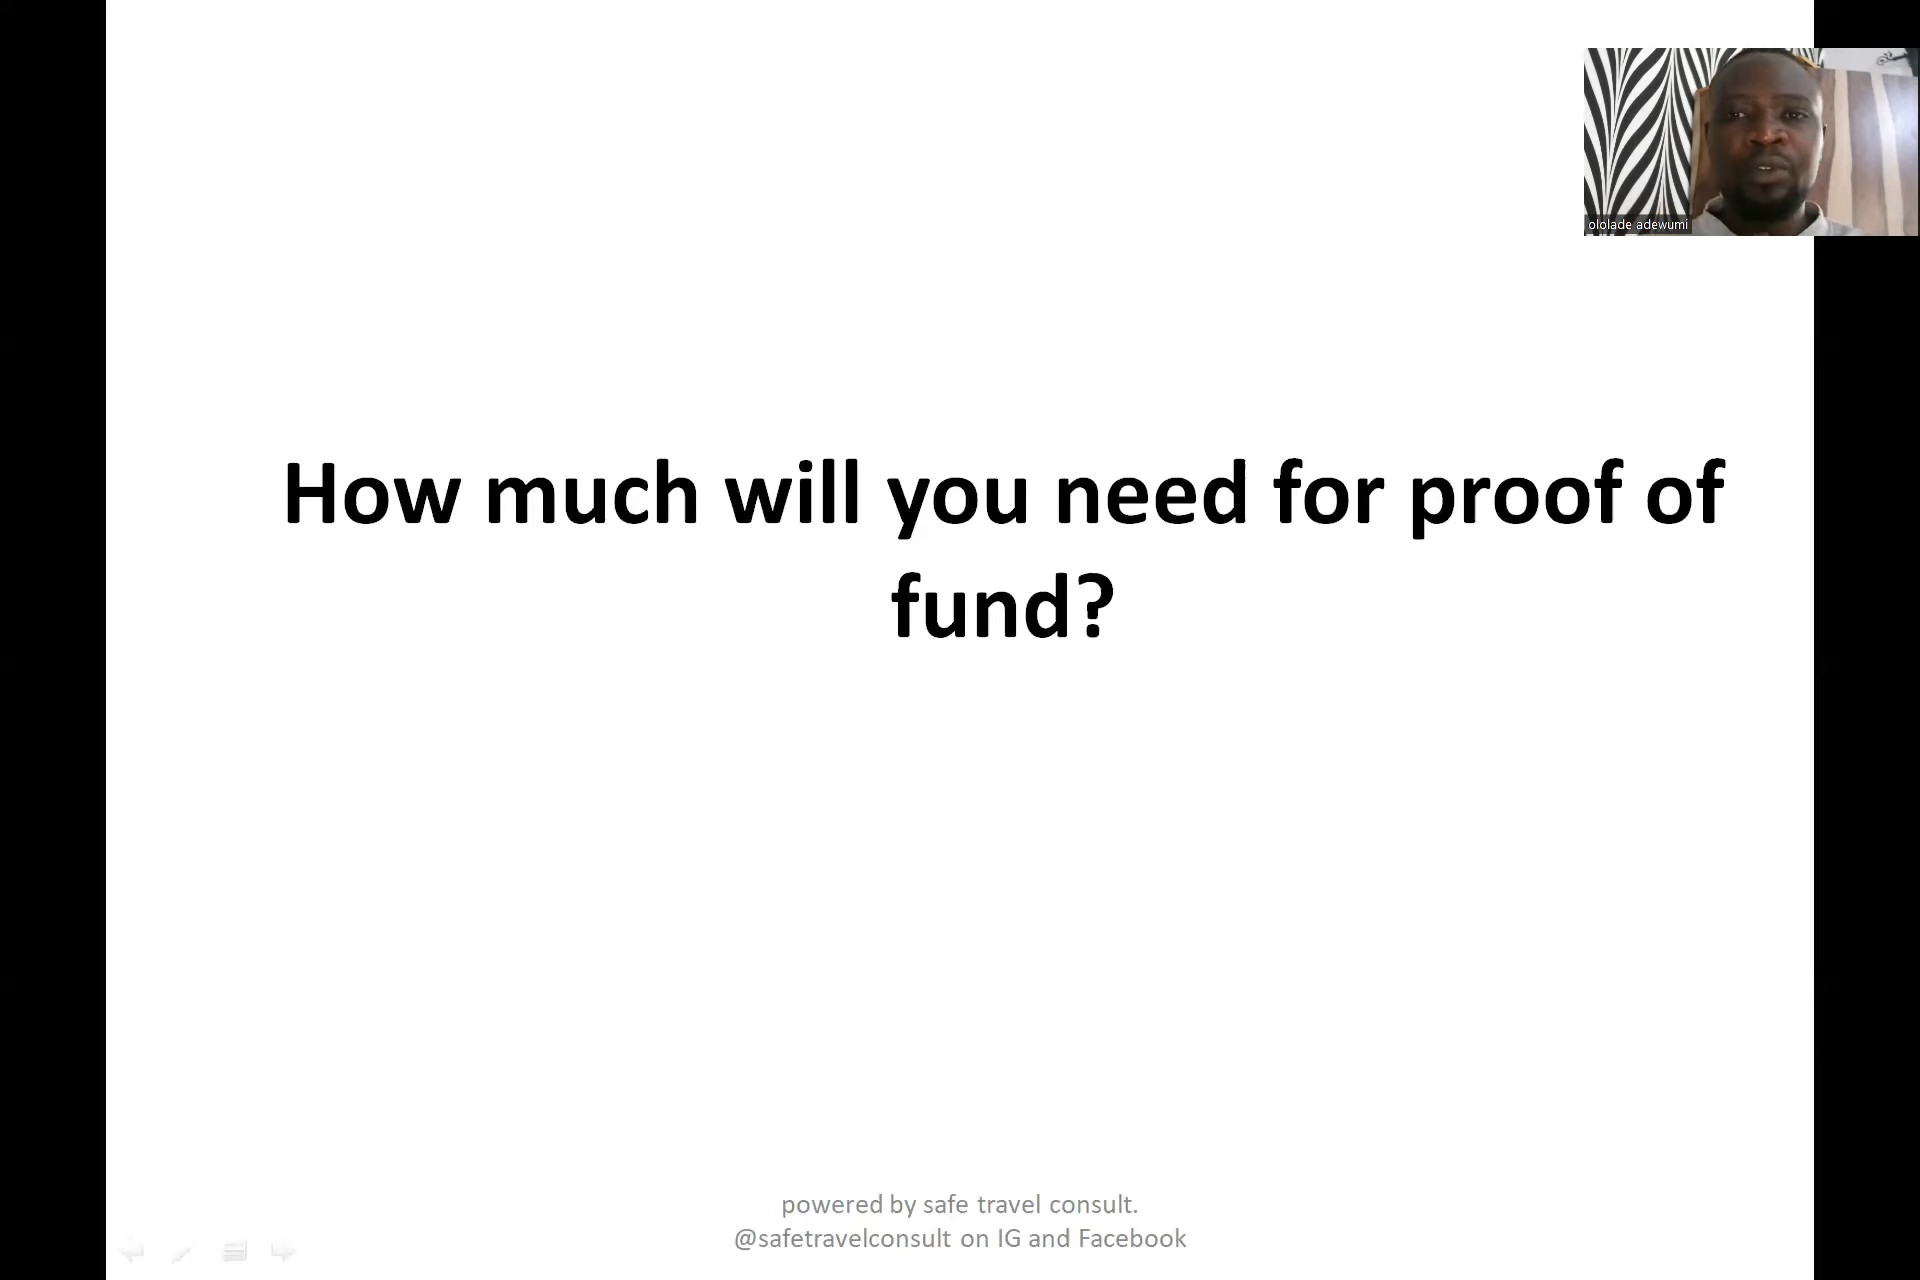 ololade adewumi
How much will you need for proof of
fund?
powered by safe travel consult.
@safetravelconsult on IG and Facebook